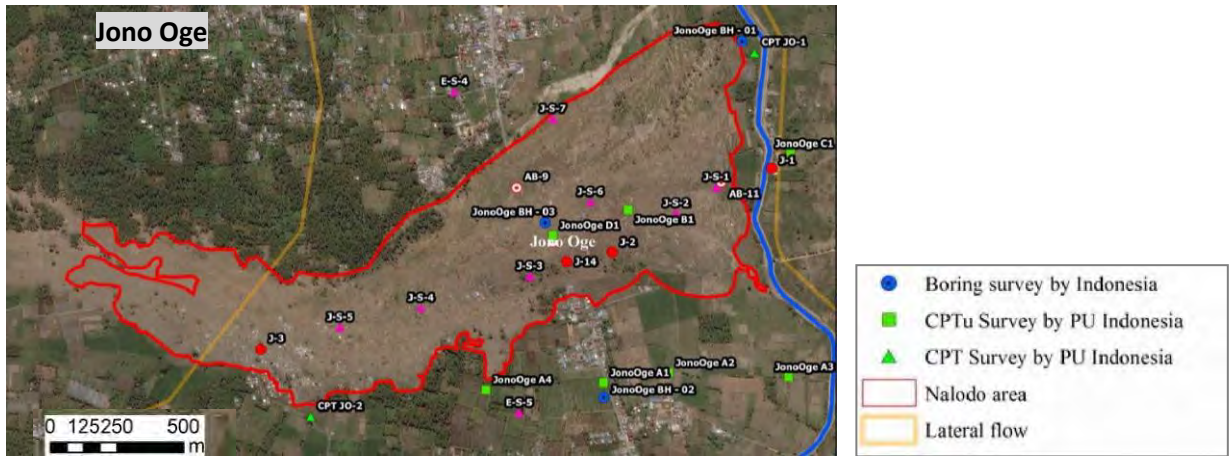 Jono Oge
JonoOge BH - 01
CPT JO-1
E-S-4
J-S-7
JonoOge C1
J-1
AB-9
J-S-1
AB-11
J-S-6
J-S-2
JonoOge BH - 03
JonoOge D1
JonoOge B1
Jono Oge
J-2
J-14
J-S-3
J-S-4
J-S-5
J-3
JonoOge A2
JonoOge A1
JonoOge A3
JonoOge A4
JonoOge BH - 02
E-S-5
CPT JO-2
0 125250 500
m
Boring survey by Indonesia
CPTu Survey by PU Indonesia
CPT Survey by PU Indonesia
Nalodo area
Lateral flow